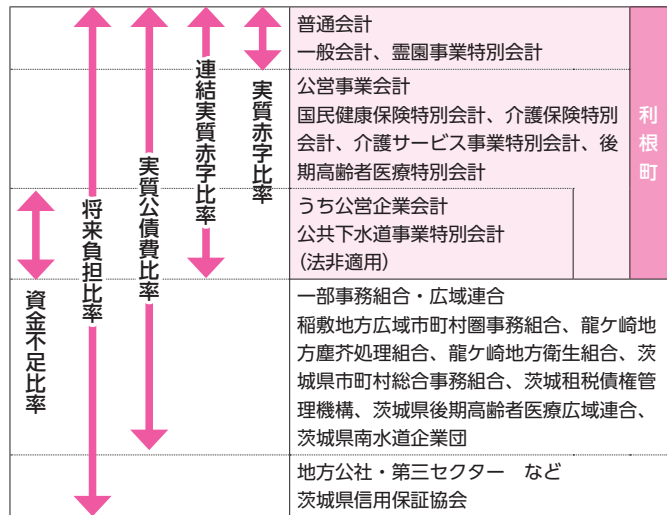 普通会計
一般会計、霊園事業特別会計
公営事業会計
国民健康保険特別会計、介護保険特別
会計、介護サービス事業特別会計、後
期高齢者医療特別会計
うち公営企業会計
公共下水道事業特別会計
(法非適用)
利根町
一部事務組合・広域連合
稲敷地方広域市町村圏事務組合、龍ケ崎地
方塵芥処理組合、龍ケ崎地方衛生組合、茨
城県市町村総合事務組合、茨城租税債権管
理機構、茨城県後期高齢者医療広域連合、
茨城県南水道企業団
地方公社・第三セクター　など
茨城県信用保証協会
実質赤字比率
連結実質赤字比率
実質公債費比率
将来負担比率
資金不足比率